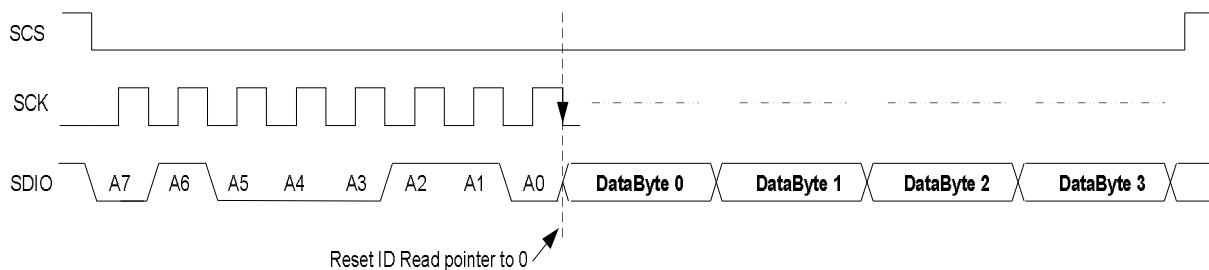 SCS
SCK
SDIO A7 A6 A5 A4 A3 A2 A1 A0 DataByte 0 DataByte 1 DataByte 2 DataByte 3
Reset ID Read pointer to 0